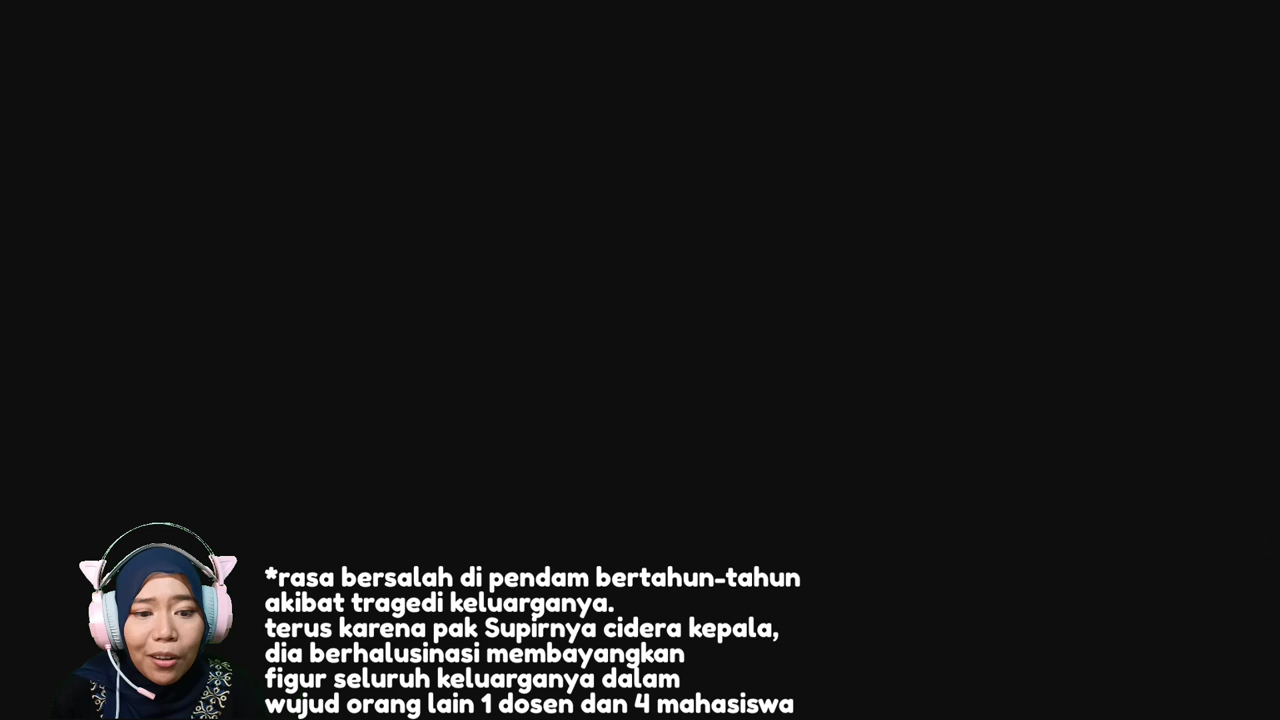 *rasa bersalah di pendam bertahun-tahun
akibat tragedi keluarganya.
terus karena pak Supirnya cidera kepala,
dia berhalusinasi membayangkan
figur seluruh keluarganya dalam
wujud orang lain 1 dosen dan 4 mahasiswa